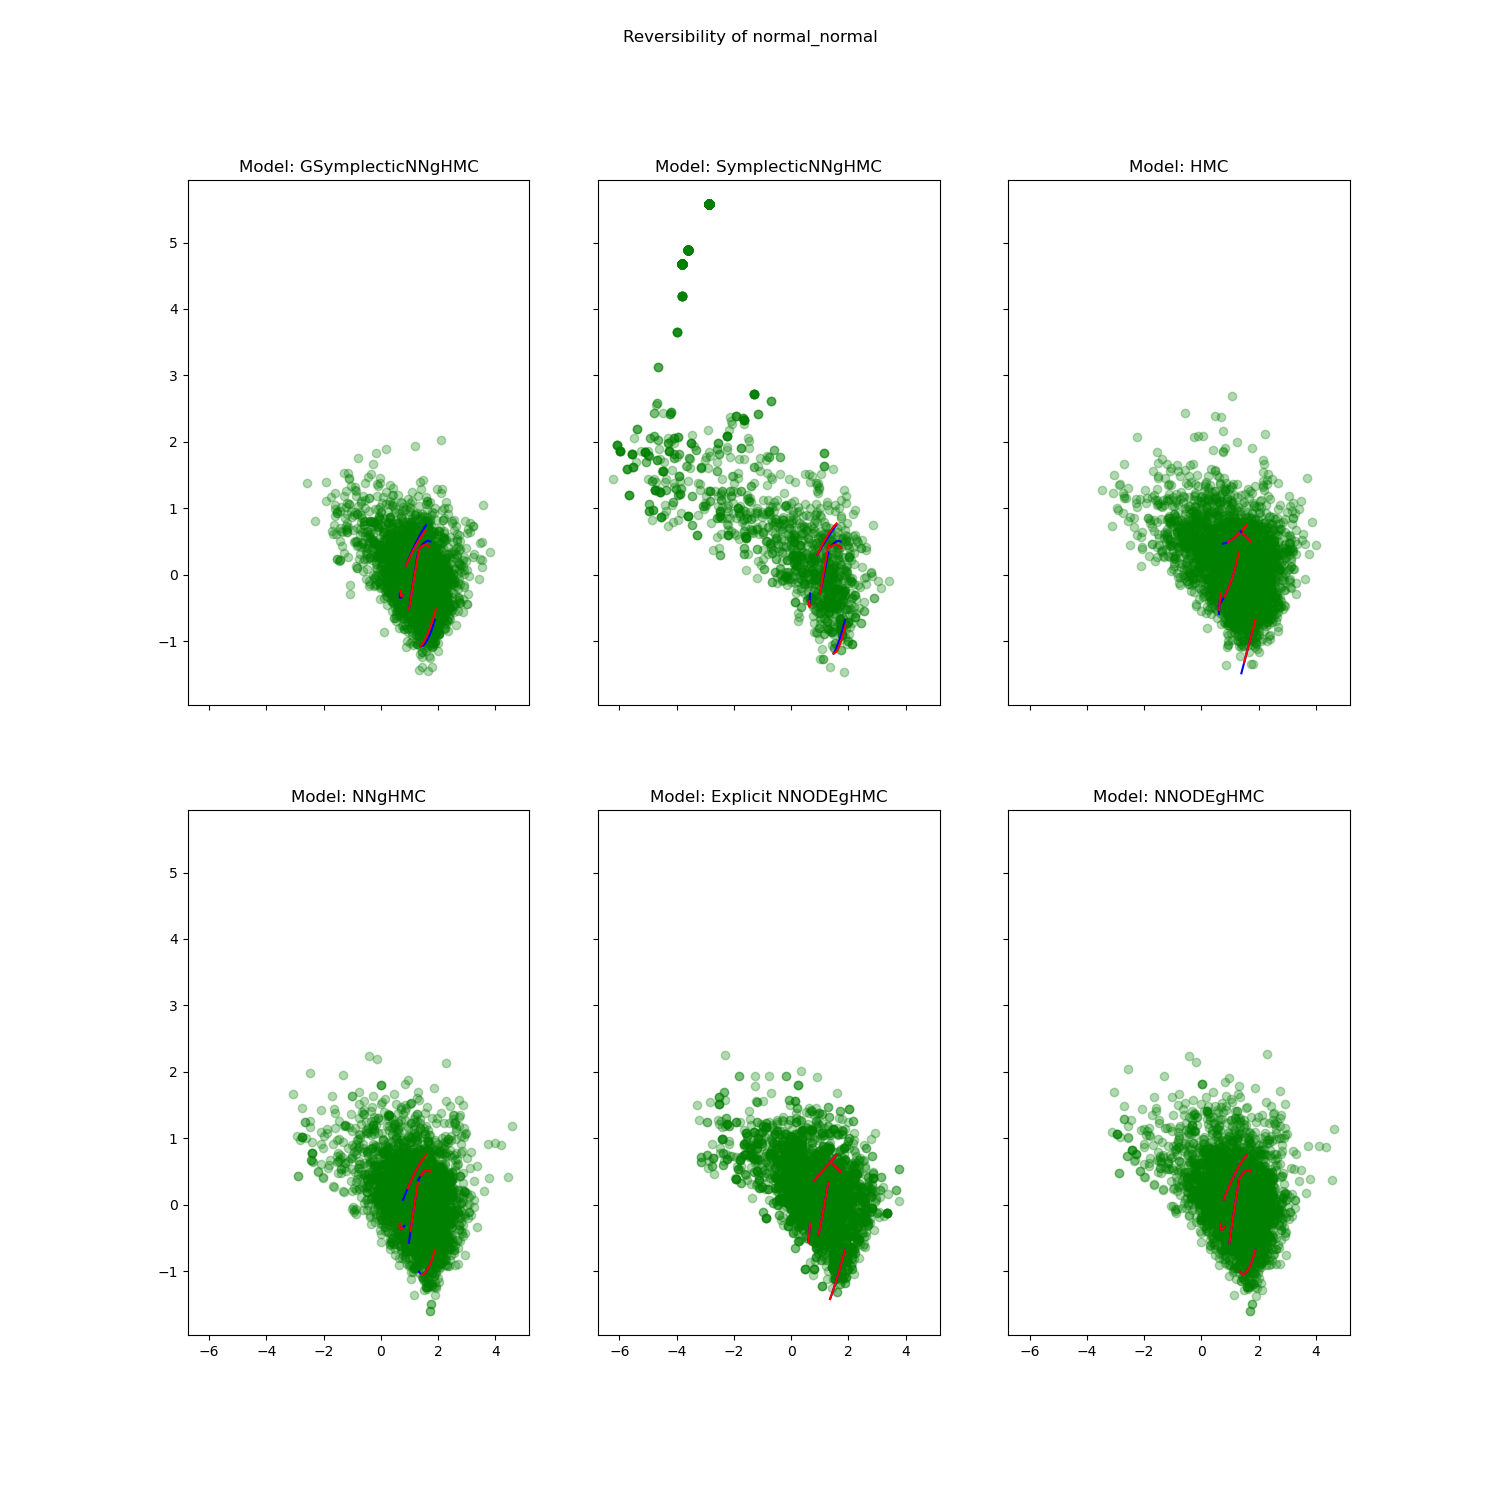 Reversibility of normal_normal
Model: GSymplecticNNgHMC
Model: SymplecticNNgHMC
Model: HMC
5
4
3
2
1
0
−1
Model: NNgHMC
Model: Explicit NNODEgHMC
Model: NNODEgHMC
5
4
3
2
1
0
−1
−6 −4 −2 0 2 4
−6 −4 −2 0 2 4
−6 −4 −2 0 2 4